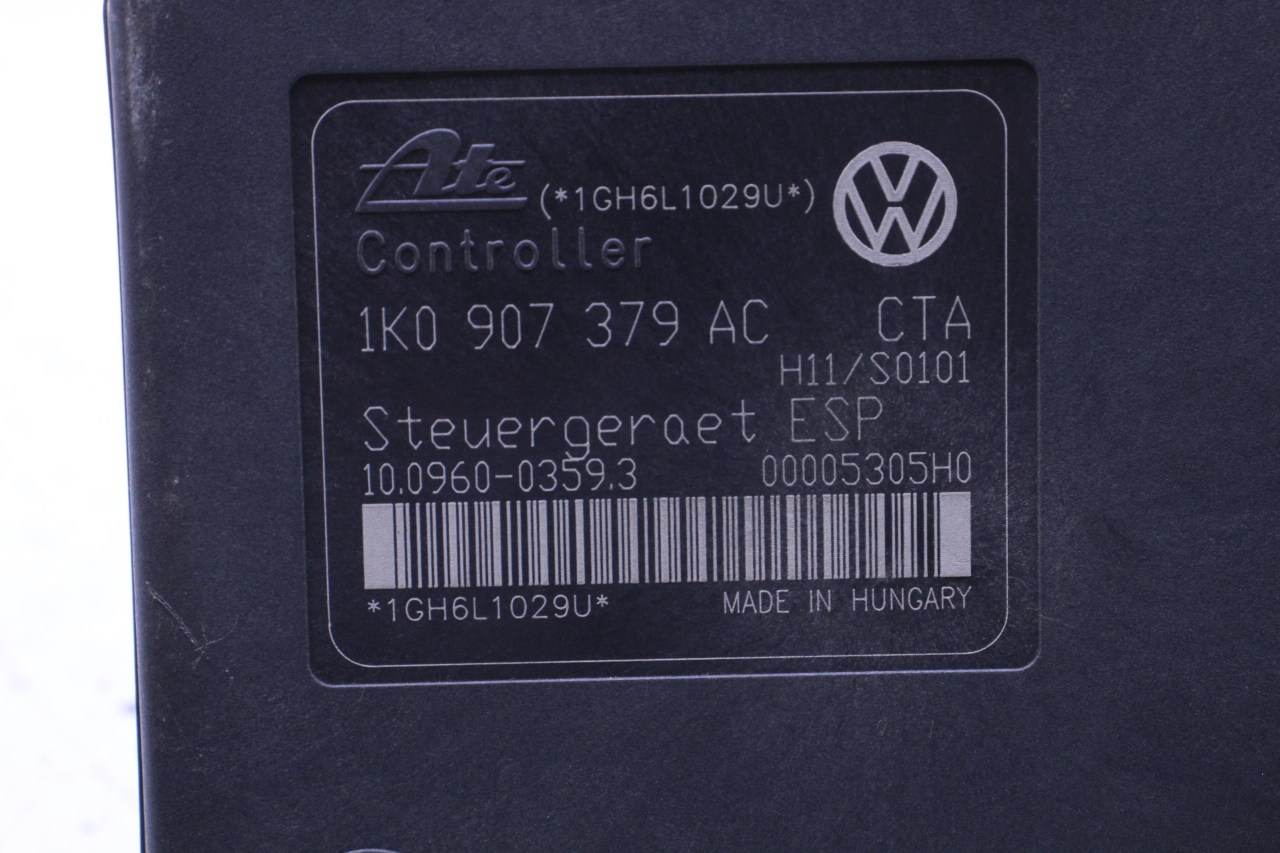 Ate (*1GH6L1029U*)
Controller
1K0 907 379 AC CTA
H11/S0101
Steuergeraet ESP
10.0960-0359.3 00005305H0
*1GH6L1029U* MADE IN HUNGARY